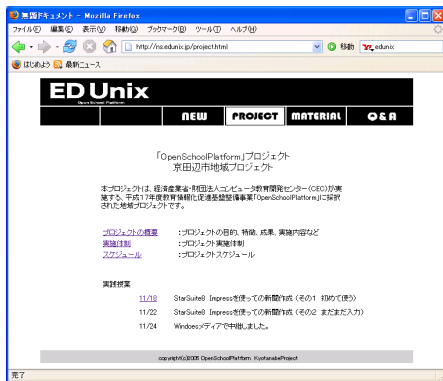 無題ドキュメント - Mozilla Firefox
ファイル(F) 編集(E) 表示(V) 移動(G) ブックマーク(B) ツール(T) ヘルプ(H)
http://ns.edunix.jp/project.html 移動 edunix
はじめよう 最新ニュース
ED Unix
Open School Platform
NEW PROJECT MATERIAL Q & A
「OpenSchoolPlatform」プロジェクト
京田辺市地域プロジェクト
本プロジェクトは、経済産業省・財団法人コンピュータ教育開発センター(CEC)が実
施する、平成17年度教育情報化促進基盤整備事業「OpenSchoolPlatform」に採択
された地域プロジェクトです。
プロジェクトの概要 :プロジェクトの目的、特徴、成果、実施内容など
実施体制 :プロジェクト実施体制
スケジュール :プロジェクトスケジュール
実践授業
11/18 StarSuite8 Impressを使っての新聞作成(その1 初めて使う)
11/22 StarSuite8 Impressを使っての新聞作成(その2 まだまだ入力)
11/24 Windoesメディアで中継しました。
copyright(c)2005 OpenSchoolPlatform KyotanabeProject
完了